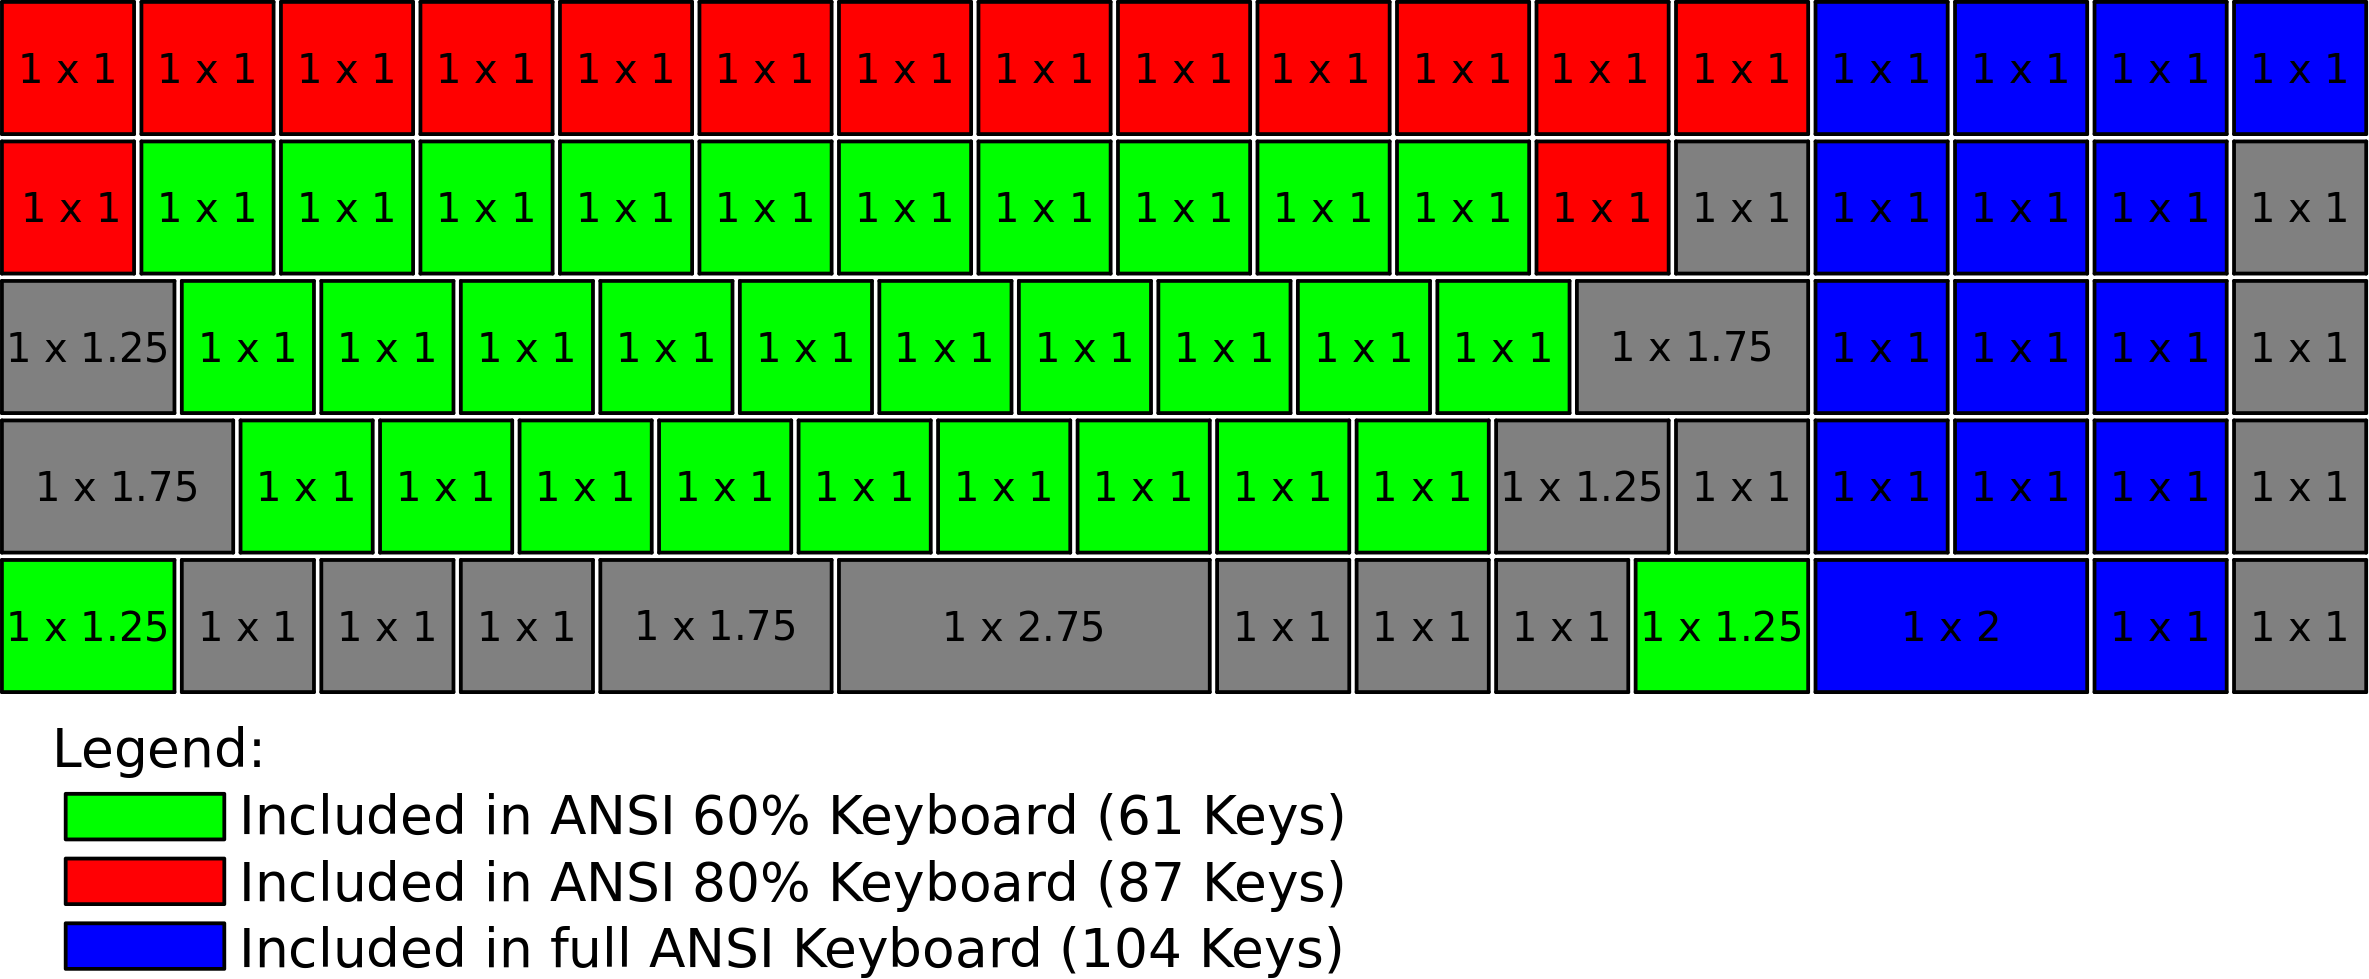 1 x 1 1 x 1 1 x 1 1 x 1 1 x 1 1 x 1 1 x 1 1 x 1 1 x 1 1 x 1 1 x 1 1 x 1 1 x 1 1 x 1 1 x 1 1 x 1 1 x 1
1 x 1 1 x 1 1 x 1 1 x 1 1 x 1 1 x 1 1 x 1 1 x 1 1 x 1 1 x 1 1 x 1 1 x 1 1 x 1 1 x 1 1 x 1 1 x 1 1 x 1
1 x 1.25 1 x 1 1 x 1 1 x 1 1 x 1 1 x 1 1 x 1 1 x 1 1 x 1 1 x 1 1 x 1 1 x 1.75 1 x 1 1 x 1 1 x 1 1 x 1
1 x 1.75 1 x 1 1 x 1 1 x 1 1 x 1 1 x 1 1 x 1 1 x 1 1 x 1 1 x 1 1 x 1.25 1 x 1 1 x 1 1 x 1 1 x 1 1 x 1
1 x 1.25 1 x 1 1 x 1 1 x 1 1 x 1.75 1 x 2.75 1 x 1 1 x 1 1 x 1 1 x 1.25 1 x 2 1 x 1 1 x 1
Legend:
Included in ANSI 60% Keyboard (61 Keys)
Included in ANSI 80% Keyboard (87 Keys)
Included in full ANSI Keyboard (104 Keys)